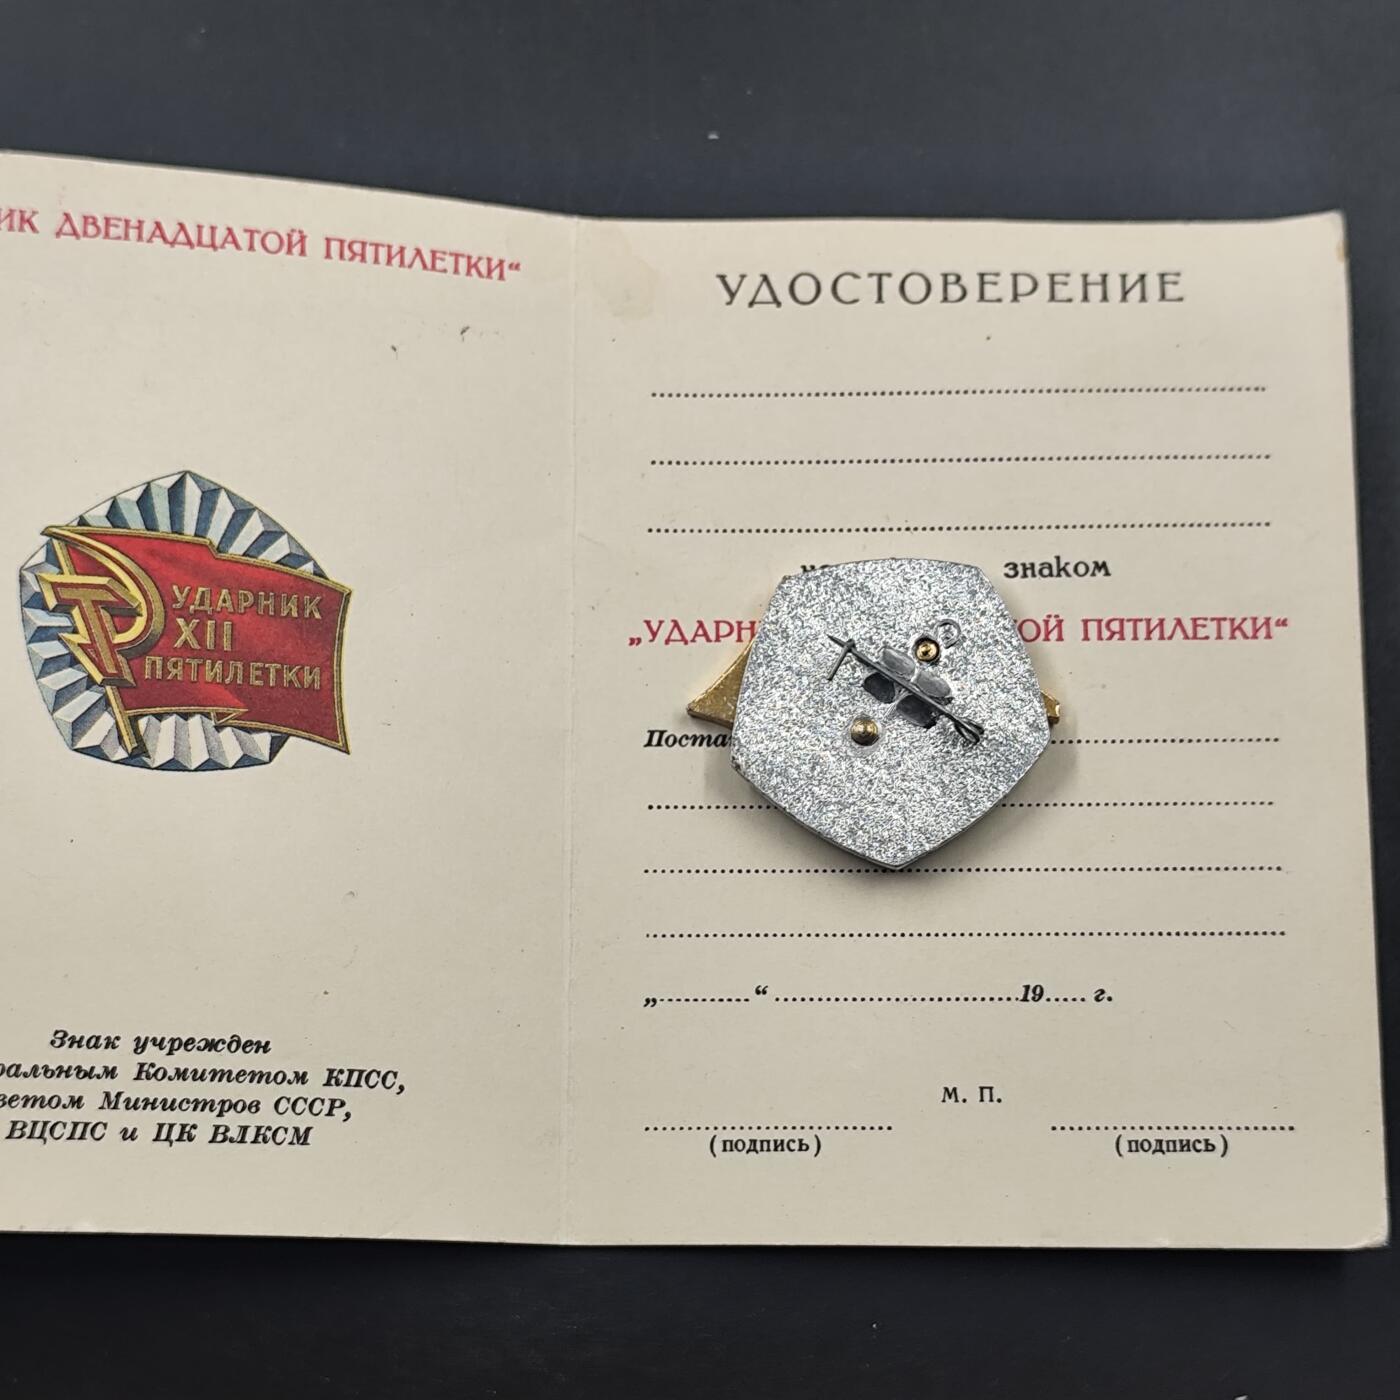 ИК ДВЕНАДЦАТОЙ ПЯТИЛЕТКИ“
УДАРНИК
XII
ПЯТИЛЕТКИ
Знак учрежден
ральным Комитетом КПСС,
ветом Министров СССР,
ВЦСПС и ЦК ВЛКСМ
УДОСТОВЕРЕНИЕ
знаком
„УДАРН ОЙ ПЯТИЛЕТКИ“
Поста
„ “ 19 г.
М. П.
(подпись) (подпись)